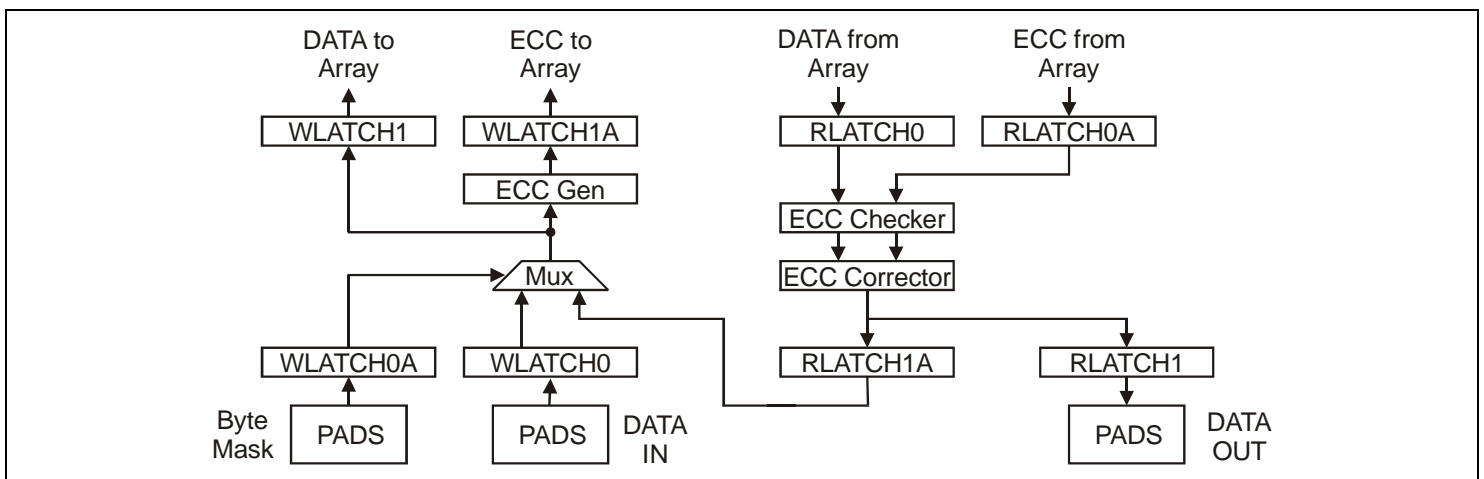 DATA to
Array
ECC to
Array
DATA from
Array
ECC from
Array
WLATCH1
WLATCH1A
RLATCH0
RLATCH0A
ECC Gen
ECC Checker
Mux
ECC Corrector
WLATCH0A
WLATCH0
RLATCH1A
RLATCH1
Byte
Mask
PADS
PADS
DATA
IN
PADS
DATA
OUT